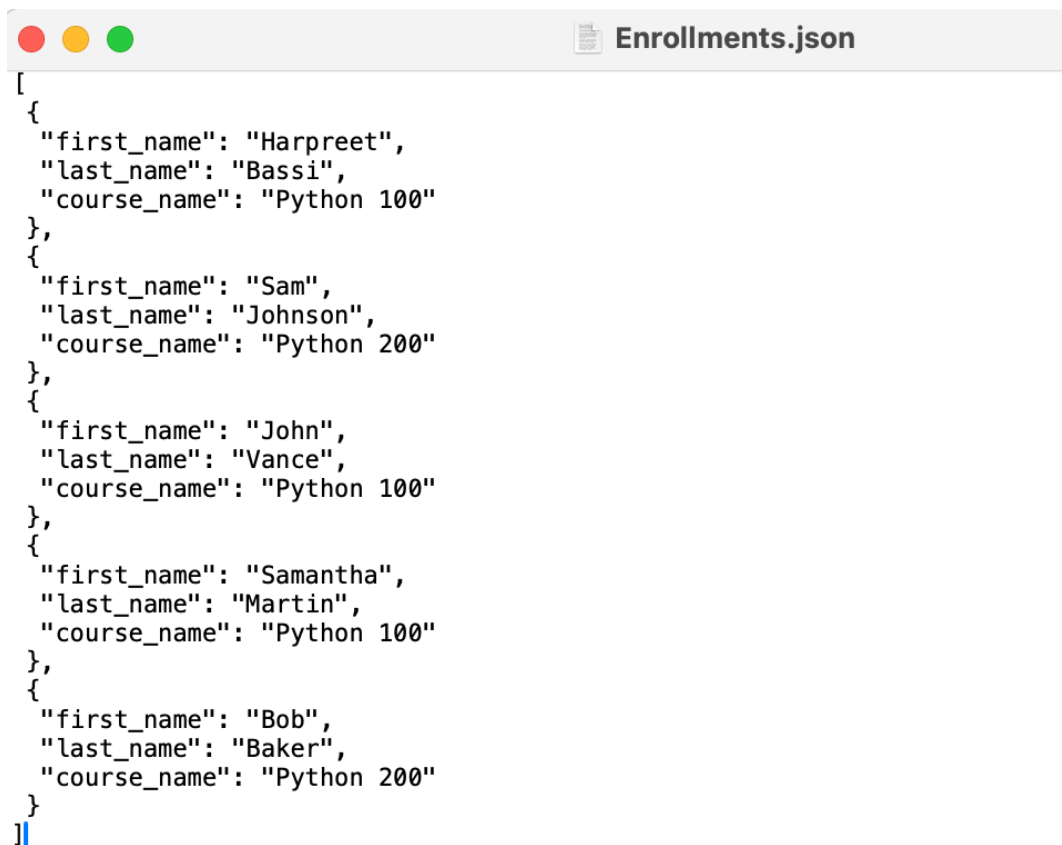 Enrollments.json
[
{
"first_name": "Harpreet",
"last_name": "Bassi",
"course_name": "Python 100"
},
{
"first_name": "Sam",
"last_name": "Johnson",
"course_name": "Python 200"
},
{
"first_name": "John",
"last_name": "Vance",
"course_name": "Python 100"
},
{
"first_name": "Samantha",
"last_name": "Martin",
"course_name": "Python 100"
},
{
"first_name": "Bob",
"last_name": "Baker",
"course_name": "Python 200"
}
]